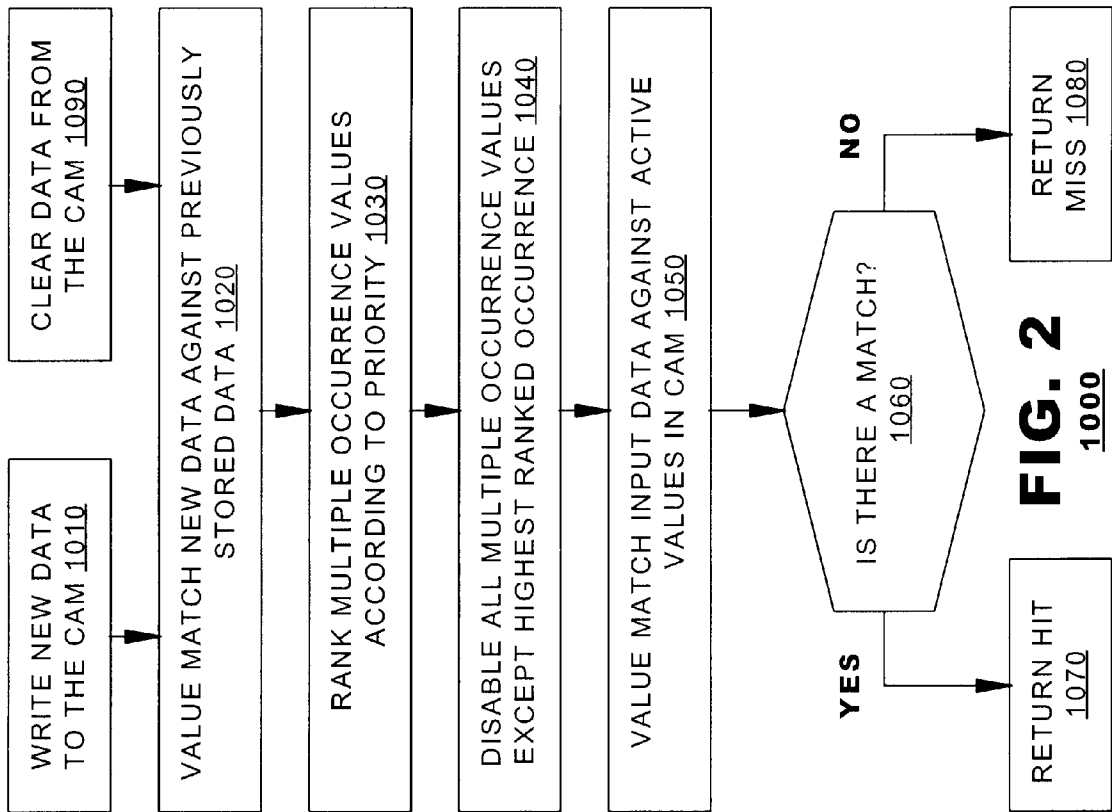 WRITE NEW DATA
TO THE CAM 1010
CLEAR DATA FROM
THE CAM 1090
VALUE MATCH NEW DATA AGAINST PREVIOUSLY
STORED DATA 1020
RANK MULTIPLE OCCURRENCE VALUES
ACCORDING TO PRIORITY 1030
DISABLE ALL MULTIPLE OCCURRENCE VALUES
EXCEPT HIGHEST RANKED OCCURRENCE 1040
VALUE MATCH INPUT DATA AGAINST ACTIVE
VALUES IN CAM 1050
IS THERE A MATCH?
1060
YES
NO
RETURN HIT
1070
RETURN
MISS 1080
FIG. 2
1000